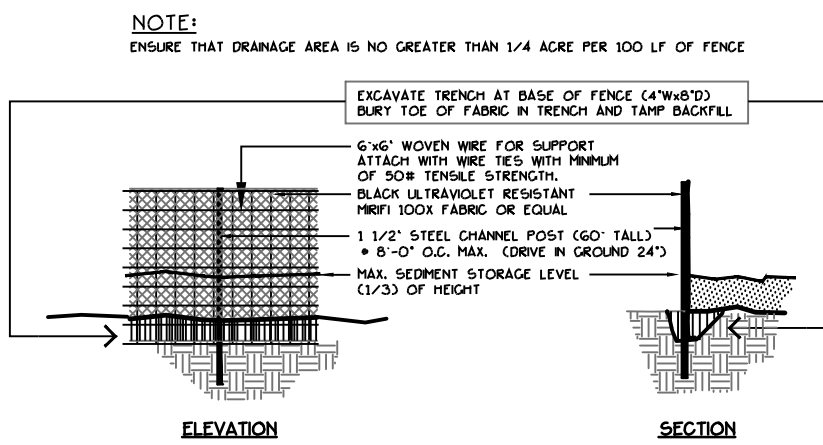 NOTE:
ENSURE THAT DRAINAGE AREA IS NO GREATER THAN 1/4 ACRE PER 100 LF OF FENCE
EXCAVATE TRENCH AT BASE OF FENCE (4"Wx8"D)
BURY TOE OF FABRIC IN TRENCH AND TAMP BACKFILL
6"x6" WOVEN WIRE FOR SUPPORT
ATTACH WITH WIRE TIES WITH MINIMUM
OF 50# TENSILE STRENGTH.
BLACK ULTRAVIOLET RESISTANT
MIRIFI 100X FABRIC OR EQUAL
1 1/2" STEEL CHANNEL POST (60" TALL)
@ 8'-0" O.C. MAX. (DRIVE IN GROUND 24")
MAX. SEDIMENT STORAGE LEVEL
(1/3) OF HEIGHT
ELEVATION
SECTION